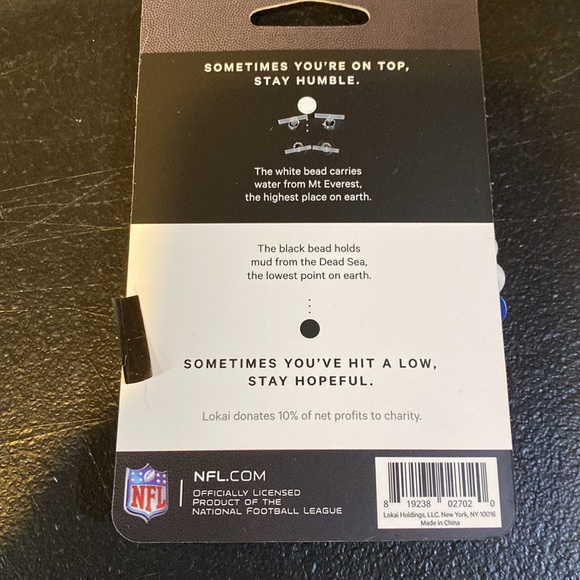 SOMETIMES YOU'RE ON TOP,
STAY HUMBLE.
The white bead carries
water from Mt Everest,
the highest place on earth.
The black bead holds
mud from the Dead Sea,
the lowest point on earth.
SOMETIMES YOU'VE HIT A LOW,
STAY HOPEFUL.
Lokai donates 10% of net profits to charity.
NFL
NFL.COM
OFFICIALLY LICENSED
PRODUCT OF THE
NATIONAL FOOTBALL LEAGUE
8 19238 02702 0
Lokai Holdings, LLC. New York, NY 10016
Made in China